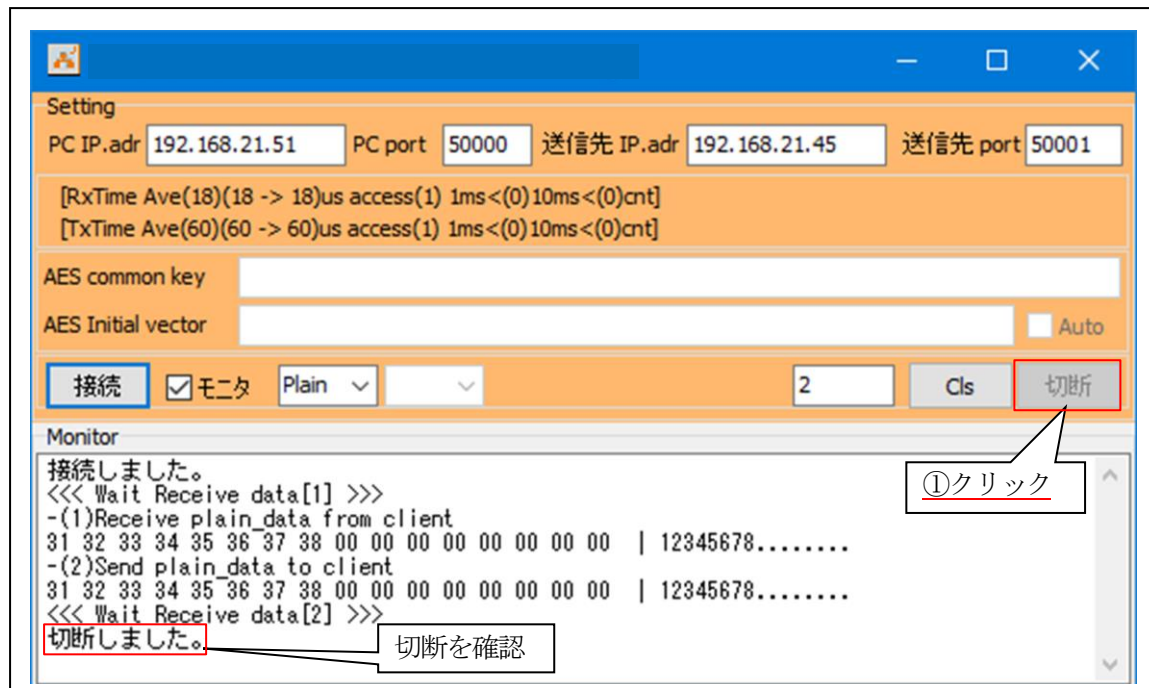 Setting
PC IP.adr 192.168.21.51 PC port 50000 送信先 IP.adr 192.168.21.45 送信先 port 50001
[RxTime Ave(18)(18 -> 18)us access(1) 1ms<(0)10ms<(0)cnt]
[TxTime Ave(60)(60 -> 60)us access(1) 1ms<(0)10ms<(0)cnt]
AES common key
AES Initial vector Auto
接続 モニタ Plain 2 Cls 切断
Monitor
①クリック
接続しました。
<<< Wait Receive data[1] >>>
-(1)Receive plain_data from client
31 32 33 34 35 36 37 38 00 00 00 00 00 00 00 00 | 12345678........
-(2)Send plain_data to client
31 32 33 34 35 36 37 38 00 00 00 00 00 00 00 00 | 12345678........
<<< Wait Receive data[2] >>>
切断しました。
切断を確認